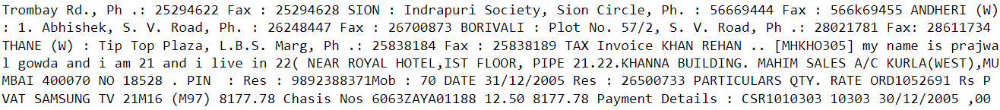 Trombay Rd., Ph .: 25294622 Fax : 25294628 SION : Indrapuri Society, Sion Circle, Ph. : 56669444 Fax : 566k69455 ANDHERI (W)
: 1. Abhishek, S. V. Road, Ph. : 26248447 Fax : 26700873 BORIVALI : Plot No. 57/2, S. V. Road, Ph .: 28021781 Fax: 28611734
THANE (W) : Tip Top Plaza, L.B.S. Marg, Ph .: 25838184 Fax : 25838189 TAX Invoice KHAN REHAN .. [MHKHO305] my name is prajwa
l gowda and i am 21 and i live in 22( NEAR ROYAL HOTEL,IST FLOOR, PIPE 21.22.KHANNA BUILDING. MAHIM SALES A/C KURLA(WEST),MU
MBAI 400070 NO 18528 . PIN  : Res : 9892388371Mob : 70 DATE 31/12/2005 Res : 26500733 PARTICULARS QTY. RATE ORD1052691 Rs P
VAT SAMSUNG TV 21M16 (M97) 8177.78 Chasis Nos 6063ZAYA01188 12.50 8177.78 Payment Details : CSR1010303 10303 30/12/2005 ,00